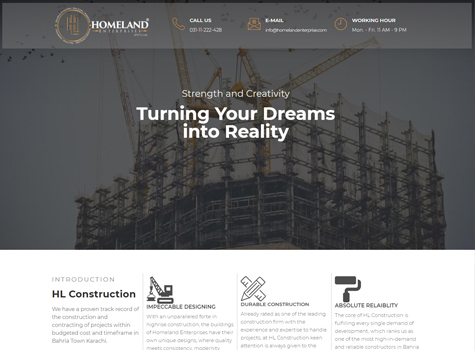 HOMELAND
ENTERPRISES
CALL US
031-11-222-428
E-MAIL
info@homelandenterprise.com
WORKING HOUR
Mon. - Fri. 11 AM - 9 PM
Strength and Creativity
Turning Your Dreams
into Reality
INTRODUCTION
HL Construction
We have a proven track record of
the construction and
contracting of projects within
budgeted cost and timeframe in
Bahria Town Karachi.
IMPECCABLE DESIGNING
With an unparalleled forte in
highrise construction, the buildings
of Homeland Enterprises have their
own unique designs, where quality
meets consistency, modernity
DURABLE CONSTRUCTION
Already rated as one of the leading
construction firm with the
experience and expertise to handle
projects at HL Construction keen
attention is always given to the
ABSOLUTE RELAIBLITY
The core of HL Construction is
fulfilling every single demand of
development, which ranks us as
one of the most high-in-demand
and reliable constructors in Bahria